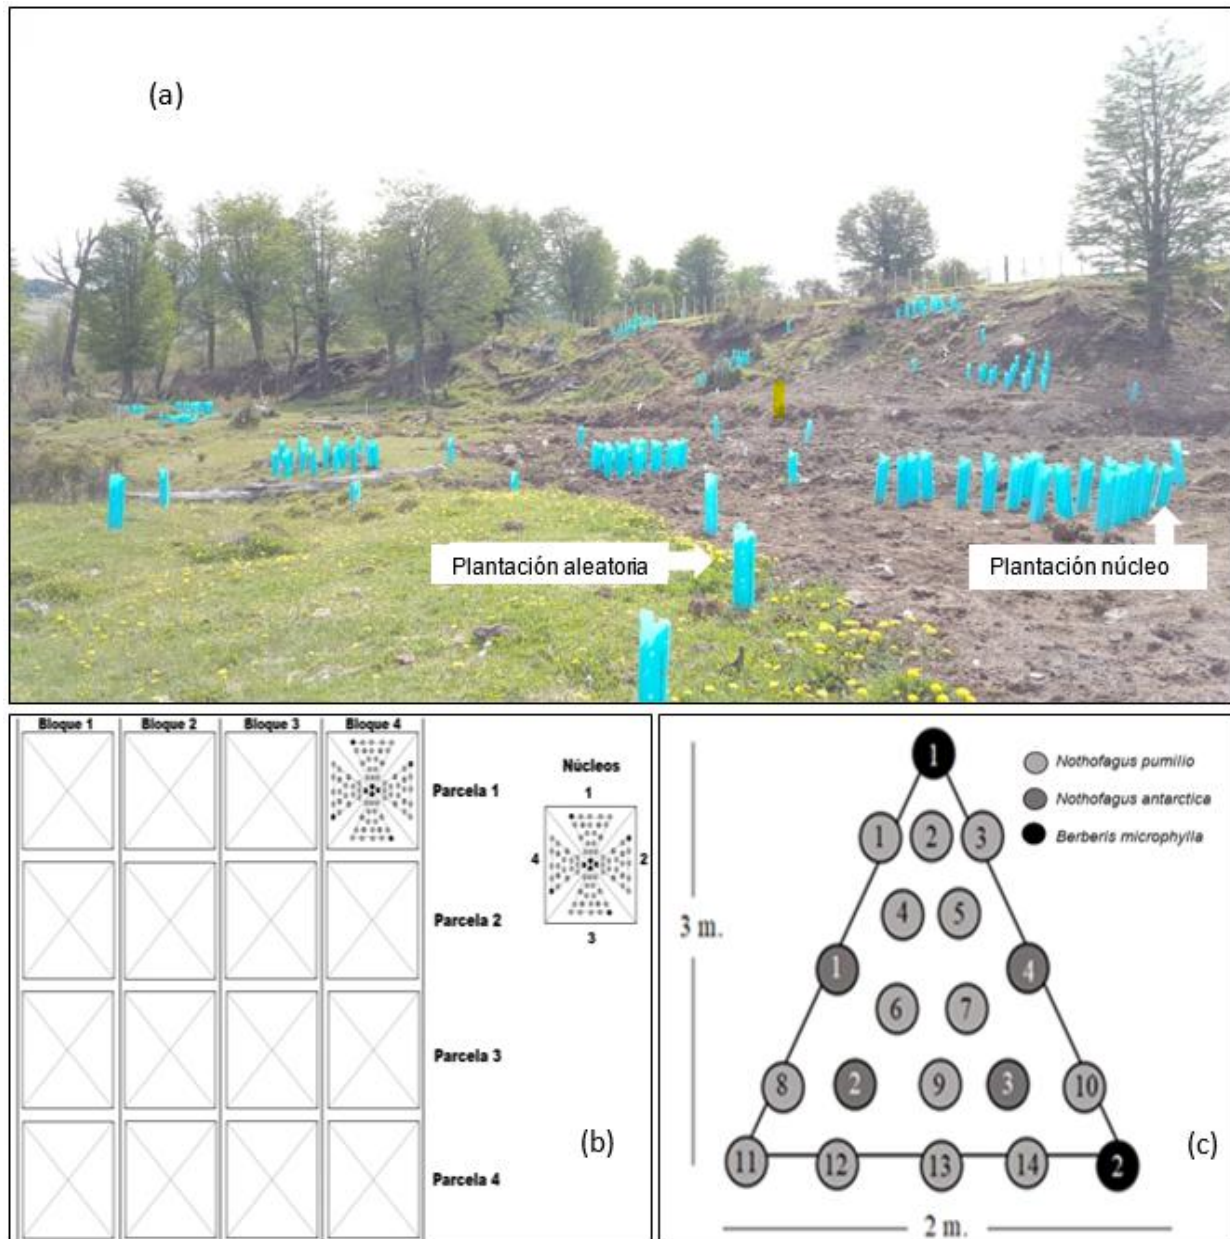 (a)
Plantación aleatoria
Plantación núcleo
Bloque 1
Bloque 2
Bloque 3
Bloque 4
Parcela 1
Parcela 2
Parcela 3
Parcela 4
Núcleos
1
4
2
3
(b)
1
Nothofagus pumilio
Nothofagus antarctica
Berberis microphylla
1 2 3
4 5
3 m.
1 4
6 7
8 2 9 3 10
11 12 13 14 2
(c)
2 m.